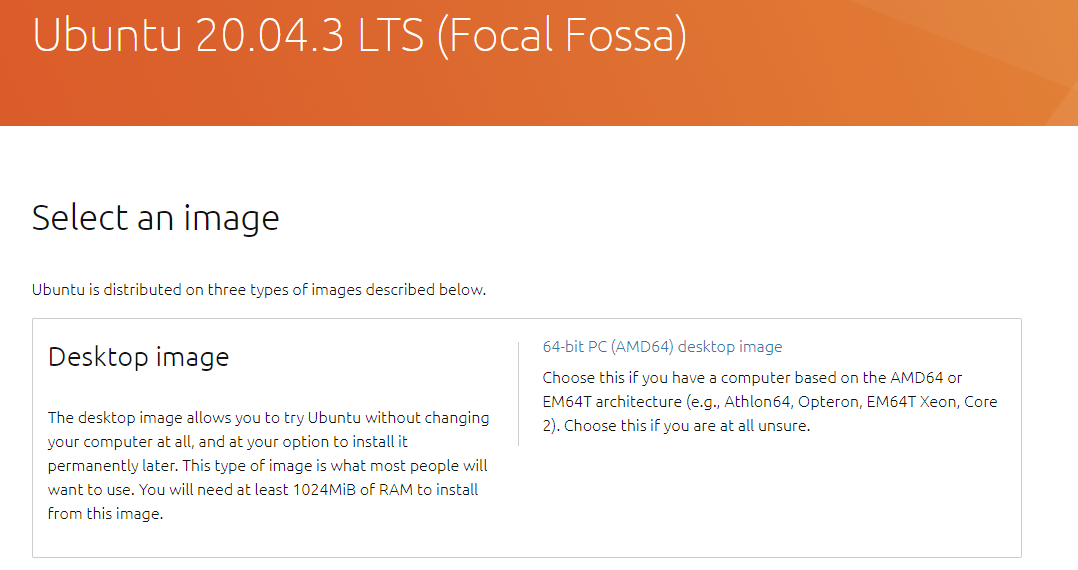 Ubuntu 20.04.3 LTS (Focal Fossa)
Select an image
Ubuntu is distributed on three types of images described below.
Desktop image
The desktop image allows you to try Ubuntu without changing
your computer at all, and at your option to install it
permanently later. This type of image is what most people will
want to use. You will need at least 1024MiB of RAM to install
from this image.
64-bit PC (AMD64) desktop image
Choose this if you have a computer based on the AMD64 or
EM64T architecture (e.g., Athlon64, Opteron, EM64T Xeon, Core
2). Choose this if you are at all unsure.